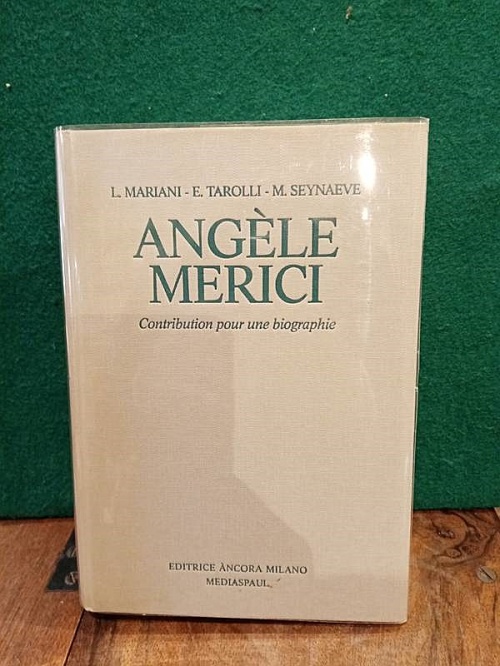 L. MARIANI - E. TAROLLI - M. SEYNAEVE
ANGÈLE
MERICI
Contribution pour une biographie
EDITRICE ÀNCORA MILANO
MEDIASPAUL